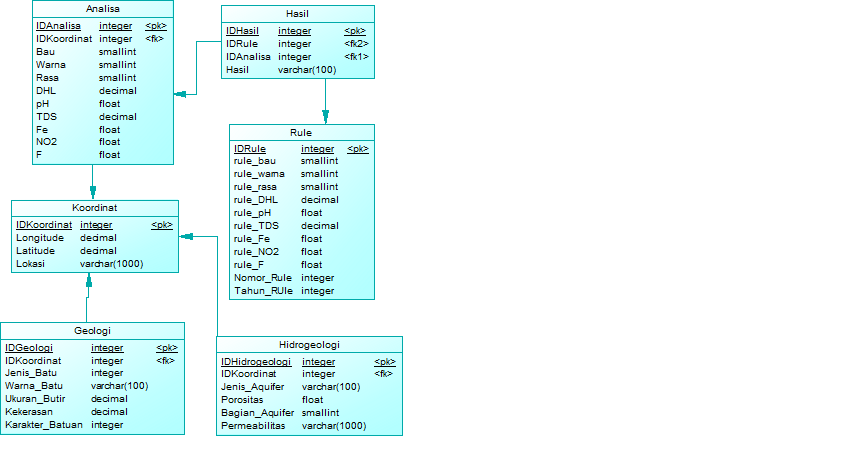 Analisa
IDAnalisa integer <pk>
IDKoordinat integer <fk>
Bau smallint
Warna smallint
Rasa smallint
DHL decimal
pH float
TDS decimal
Fe float
NO2 float
F float
Hasil
IDHasil integer <pk>
IDRule integer <fk2>
IDAnalisa integer <fk1>
Hasil varchar(100)
Rule
IDRule integer <pk>
rule_bau smallint
rule_warna smallint
rule_rasa smallint
rule_DHL decimal
rule_pH float
rule_TDS decimal
rule_Fe float
rule_NO2 float
rule_F float
Nomor_Rule integer
Tahun_RUle integer
Koordinat
IDKoordinat integer <pk>
Longitude decimal
Latitude decimal
Lokasi varchar(1000)
Geologi
IDGeologi integer <pk>
IDKoordinat integer <fk>
Jenis_Batu integer
Warna_Batu varchar(100)
Ukuran_Butir decimal
Kekerasan decimal
Karakter_Batuan integer
Hidrogeologi
IDHidrogeologi integer <pk>
IDKoordinat integer <fk>
Jenis_Aquifer varchar(100)
Porositas float
Bagian_Aquifer smallint
Permeabilitas varchar(1000)